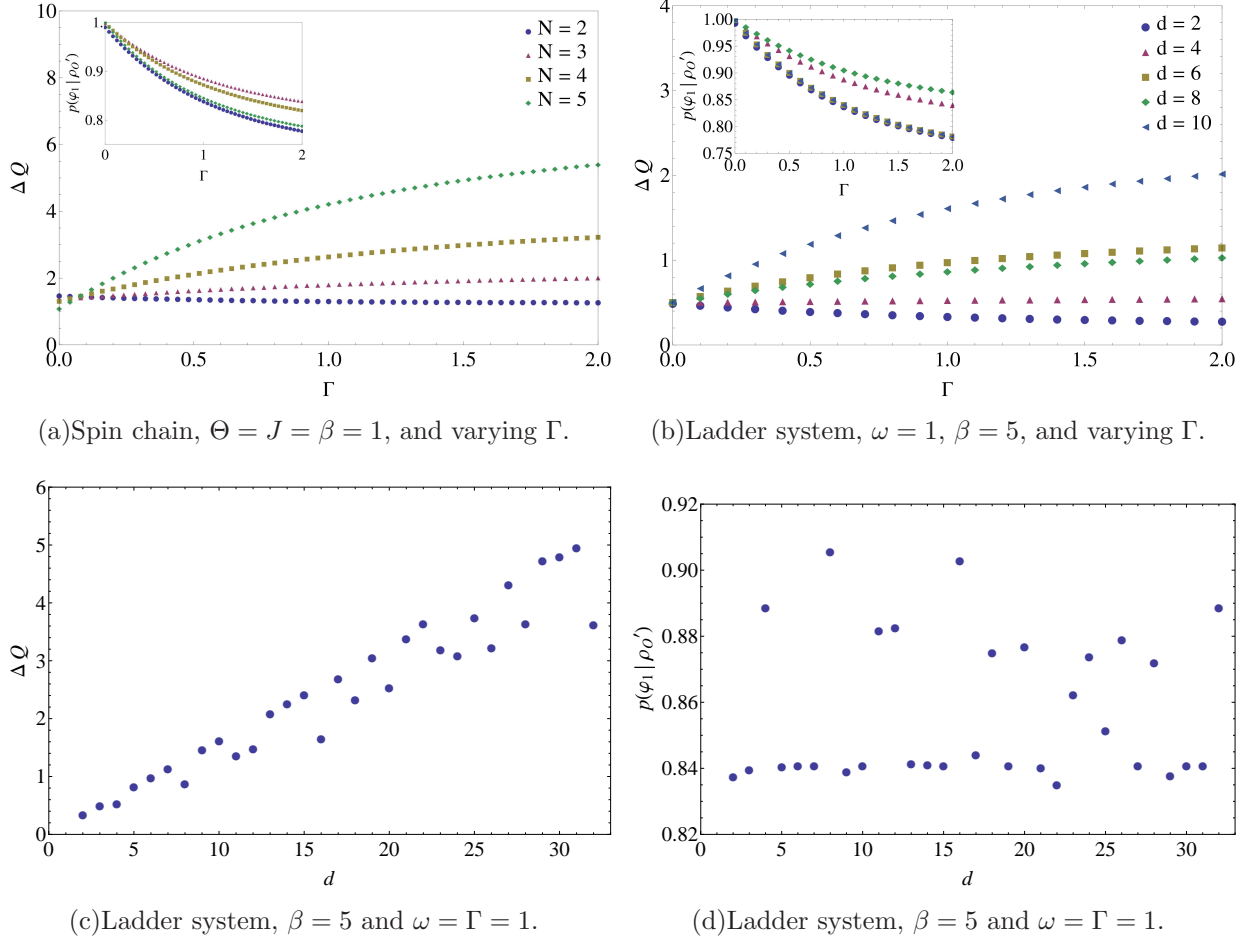 10
8
6
4
2
0
ΔQ
0.0 0.5 1.0 1.5 2.0
Γ
1.
0.9
0.8
p(φ₁|ρ_O′)
0 1 2
Γ
N = 2
N = 3
N = 4
N = 5
(a)Spin chain, Θ = J = β = 1, and varying Γ.
4
3
2
1
0
ΔQ
0.0 0.5 1.0 1.5 2.0
Γ
1.00
0.95
0.90
0.85
0.80
0.75
p(φ₁|ρ_O′)
0.0 0.5 1.0 1.5 2.0
Γ
d = 2
d = 4
d = 6
d = 8
d = 10
(b)Ladder system, ω = 1, β = 5, and varying Γ.
6
5
4
3
2
1
0
ΔQ
0 5 10 15 20 25 30
d
(c)Ladder system, β = 5 and ω = Γ = 1.
0.92
0.90
0.88
0.86
0.84
0.82
p(φ₁|ρ_O′)
0 5 10 15 20 25 30
d
(d)Ladder system, β = 5 and ω = Γ = 1.